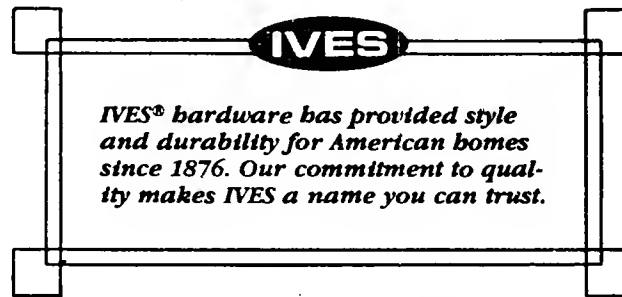 IVES
IVES® hardware has provided style
and durability for American homes
since 1876. Our commitment to qual-
ity makes IVES a name you can trust.